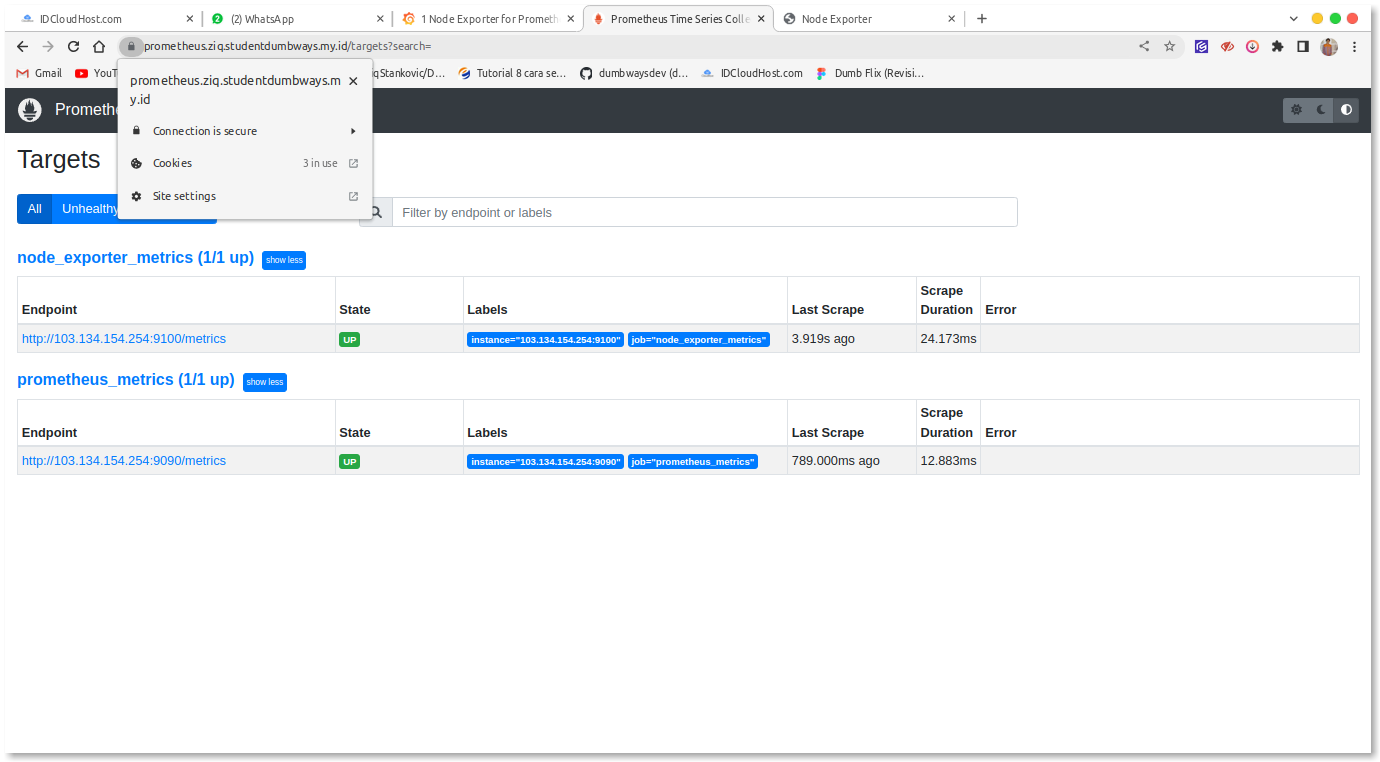 IDCloudHost.com
(2) WhatsApp
1 Node Exporter for Prometh
Prometheus Time Series Colle
Node Exporter
prometheus.ziq.studentdumbways.my.id/targets?search=
Gmail
YouT
iqStankovic/D...
Tutorial 8 cara se...
dumbwaysdev (d...
IDCloudHost.com
Dumb Flix (Revisi...
prometheus.ziq.studentdumbways.m
y.id
Connection is secure
Cookies 3 in use
Site settings
Prometh
Targets
All Unhealthy
Filter by endpoint or labels
node_exporter_metrics (1/1 up) show less
Endpoint State Labels Last Scrape Scrape Duration Error
http://103.134.154.254:9100/metrics UP instance="103.134.154.254:9100" job="node_exporter_metrics" 3.919s ago 24.173ms
prometheus_metrics (1/1 up) show less
Endpoint State Labels Last Scrape Scrape Duration Error
http://103.134.154.254:9090/metrics UP instance="103.134.154.254:9090" job="prometheus_metrics" 789.000ms ago 12.883ms